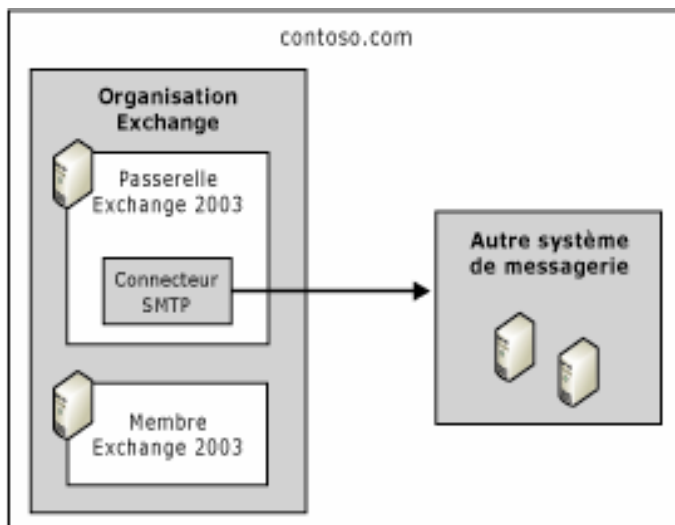 contoso.com
Organisation
Exchange
Passerelle
Exchange 2003
Connecteur
SMTP
Membre
Exchange 2003
Autre système
de messagerie